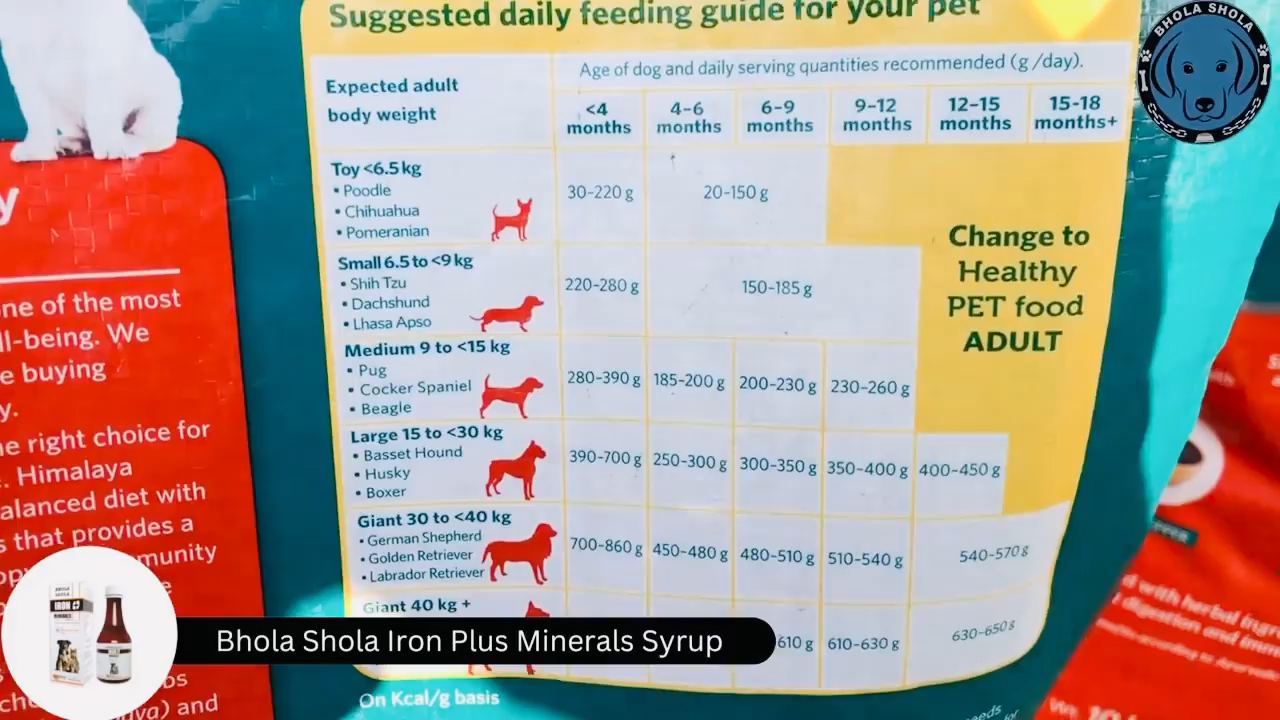 Suggested daily feeding guide for your pet
BHOLA SHOLA
Expected adult
body weight
Age of dog and daily serving quantities recommended (g/day).
<4
months
4-6
months
6-9
months
9-12
months
12-15
months
15-18
months+
Toy <6.5 kg
• Poodle
• Chihuahua
• Pomeranian
30-220 g
20-150 g
Small 6.5 to <9 kg
• Shih Tzu
• Dachshund
• Lhasa Apso
220-280 g
150-185 g
Change to
Healthy
PET food
ADULT
Medium 9 to <15 kg
• Pug
• Cocker Spaniel
• Beagle
280-390 g
185-200 g
200-230 g
230-260 g
Large 15 to <30 kg
• Basset Hound
• Husky
• Boxer
390-700 g
250-300 g
300-350 g
350-400 g
400-450 g
Giant 30 to <40 kg
• German Shepherd
• Golden Retriever
• Labrador Retriever
700-860 g
450-480 g
480-510 g
510-540 g
540-570 g
Giant 40 kg +
610 g
610-630 g
630-650 g
On Kcal/g basis
y
one of the most
ll-being. We
e buying
y.
he right choice for
. Himalaya
alanced diet with
s that provides a
mmunity
and
IRON +
Bhola Shola Iron Plus Minerals Syrup
d with herbal
digestion and